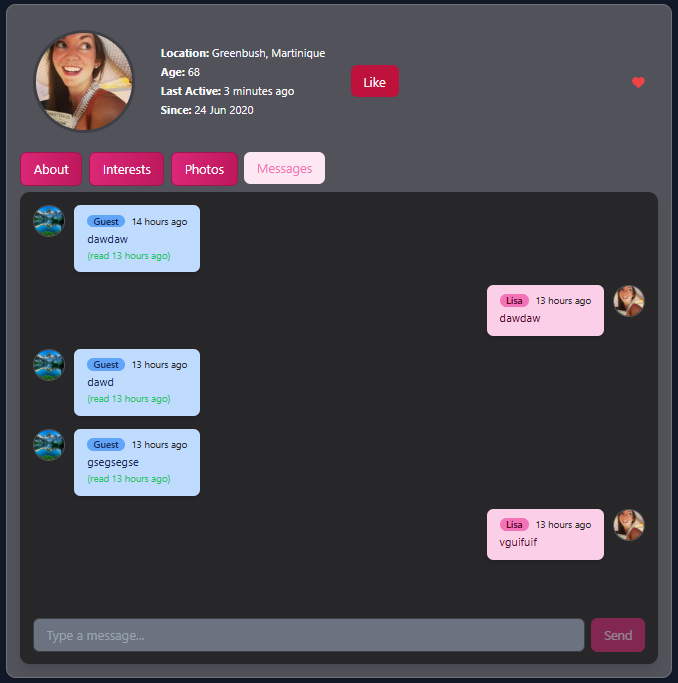 Location: Greenbush, Martinique
Age: 68
Last Active: 3 minutes ago
Since: 24 Jun 2020
Like
About Interests Photos Messages
Guest 14 hours ago
dawdaw
(read 13 hours ago)
Lisa 13 hours ago
dawdaw
Guest 13 hours ago
dawd
(read 13 hours ago)
Guest 13 hours ago
gsegsegse
(read 13 hours ago)
Lisa 13 hours ago
vguifuif
Type a message... Send